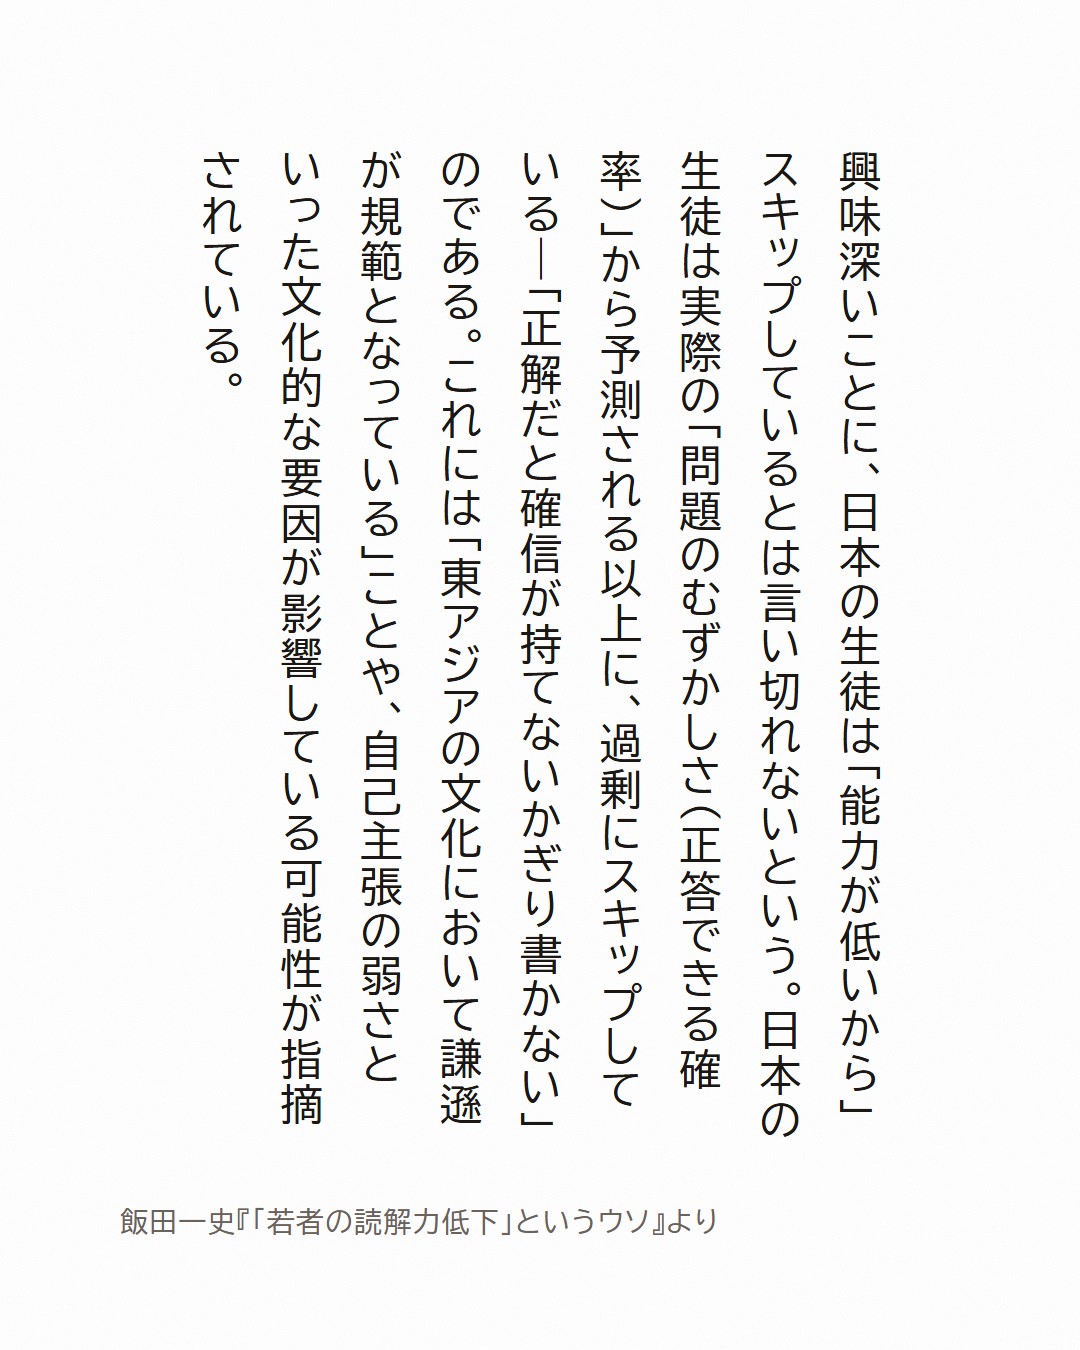 興味深いことに、日本の生徒は「能力が低いから」
スキップしているとは言い切れないという。日本の
生徒は実際の「問題のむずかしさ（正答できる確
率）」から予測される以上に、過剰にスキップして
いる―「正解だと確信が持てないかぎり書かない」
のである。これには「東アジアの文化において謙遜
が規範となっている」ことや、自己主張の弱さと
いった文化的な要因が影響している可能性が指摘
されている。
飯田一史『「若者の読解力低下」というウソ』より